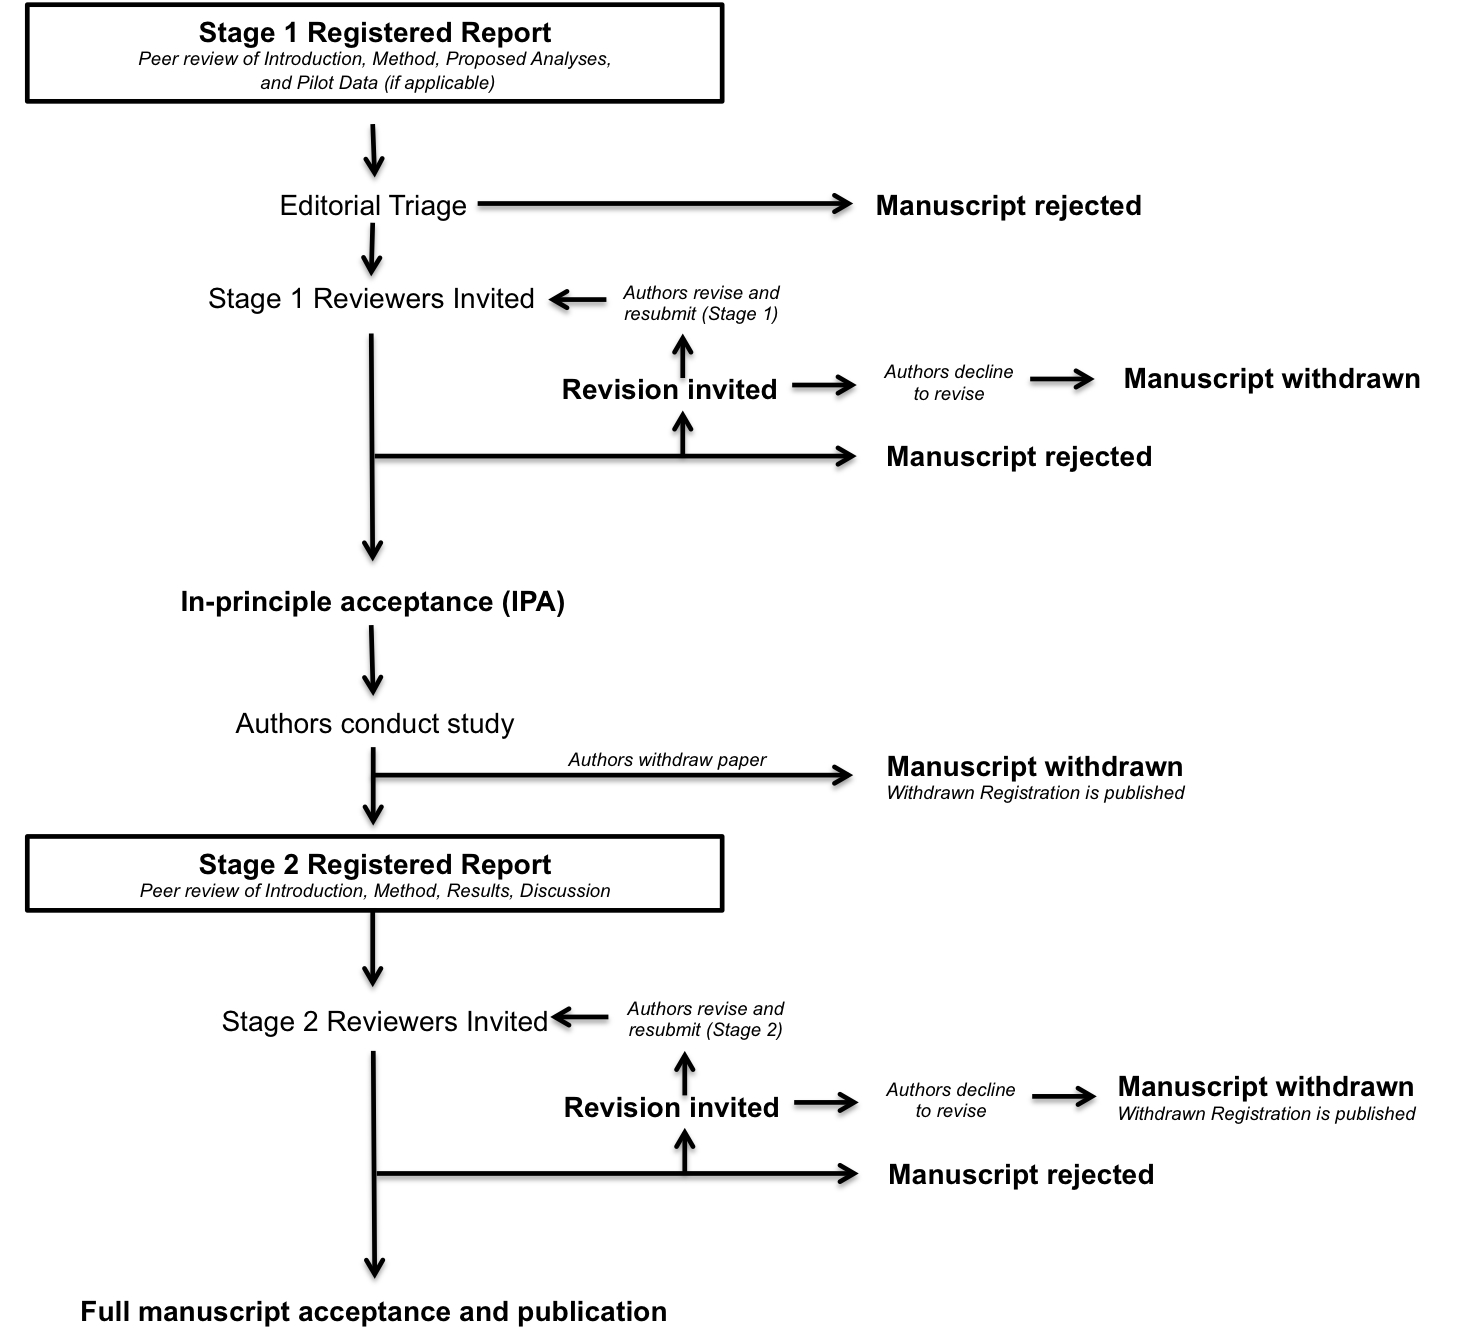 Stage 1 Registered Report
Peer review of Introduction, Method, Proposed Analyses,
and Pilot Data (if applicable)
Editorial Triage
Manuscript rejected
Stage 1 Reviewers Invited
Authors revise and
resubmit (Stage 1)
Revision invited
Authors decline
to revise
Manuscript withdrawn
Manuscript rejected
In-principle acceptance (IPA)
Authors conduct study
Authors withdraw paper
Manuscript withdrawn
Withdrawn Registration is published
Stage 2 Registered Report
Peer review of Introduction, Method, Results, Discussion
Stage 2 Reviewers Invited
Authors revise and
resubmit (Stage 2)
Revision invited
Authors decline
to revise
Manuscript withdrawn
Withdrawn Registration is published
Manuscript rejected
Full manuscript acceptance and publication